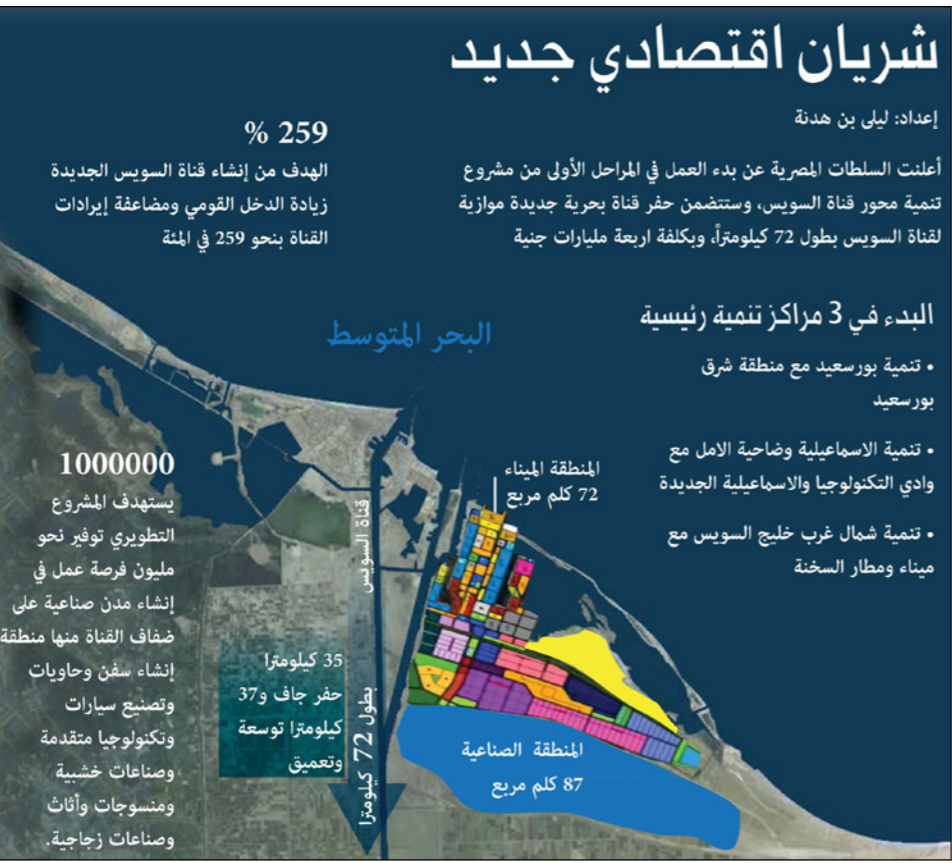 شريان اقتصادي جديد
إعداد: ليلى بن هدنة
أعلنت السلطات المصرية عن بدء العمل في المراحل الأولى من مشروع
تنمية محور قناة السويس، وستتضمن حفر قناة بحرية جديدة موازية
لقناة السويس بطول 72 كيلومتراً، وبكلفة اربعة مليارات جنية
259 %
الهدف من إنشاء قناة السويس الجديدة
زيادة الدخل القومي ومضاعفة إيرادات
القناة بنحو 259 في المئة
البدء في 3 مراكز تنمية رئيسية
• تنمية بورسعيد مع منطقة شرق
بورسعيد
• تنمية الاسماعيلية وضاحية الامل مع
وادي التكنولوجيا والاسماعيلية الجديدة
• تنمية شمال غرب خليج السويس مع
ميناء ومطار السخنة
البحر المتوسط
المنطقة الميناء
72 كلم مربع
قناة السويس
بطول 72 كيلومترا
35 كيلومترا
حفر جاف و37
كيلومترا توسعة
وتعميق
المنطقة الصناعية
87 كلم مربع
1000000
يستهدف المشروع
التطويري توفير نحو
مليون فرصة عمل في
إنشاء مدن صناعية على
ضفاف القناة منها منطقة
إنشاء سفن وحاويات
وتصنيع سيارات
وتكنولوجيا متقدمة
وصناعات خشبية
ومنسوجات وأثاث
وصناعات زجاجية.